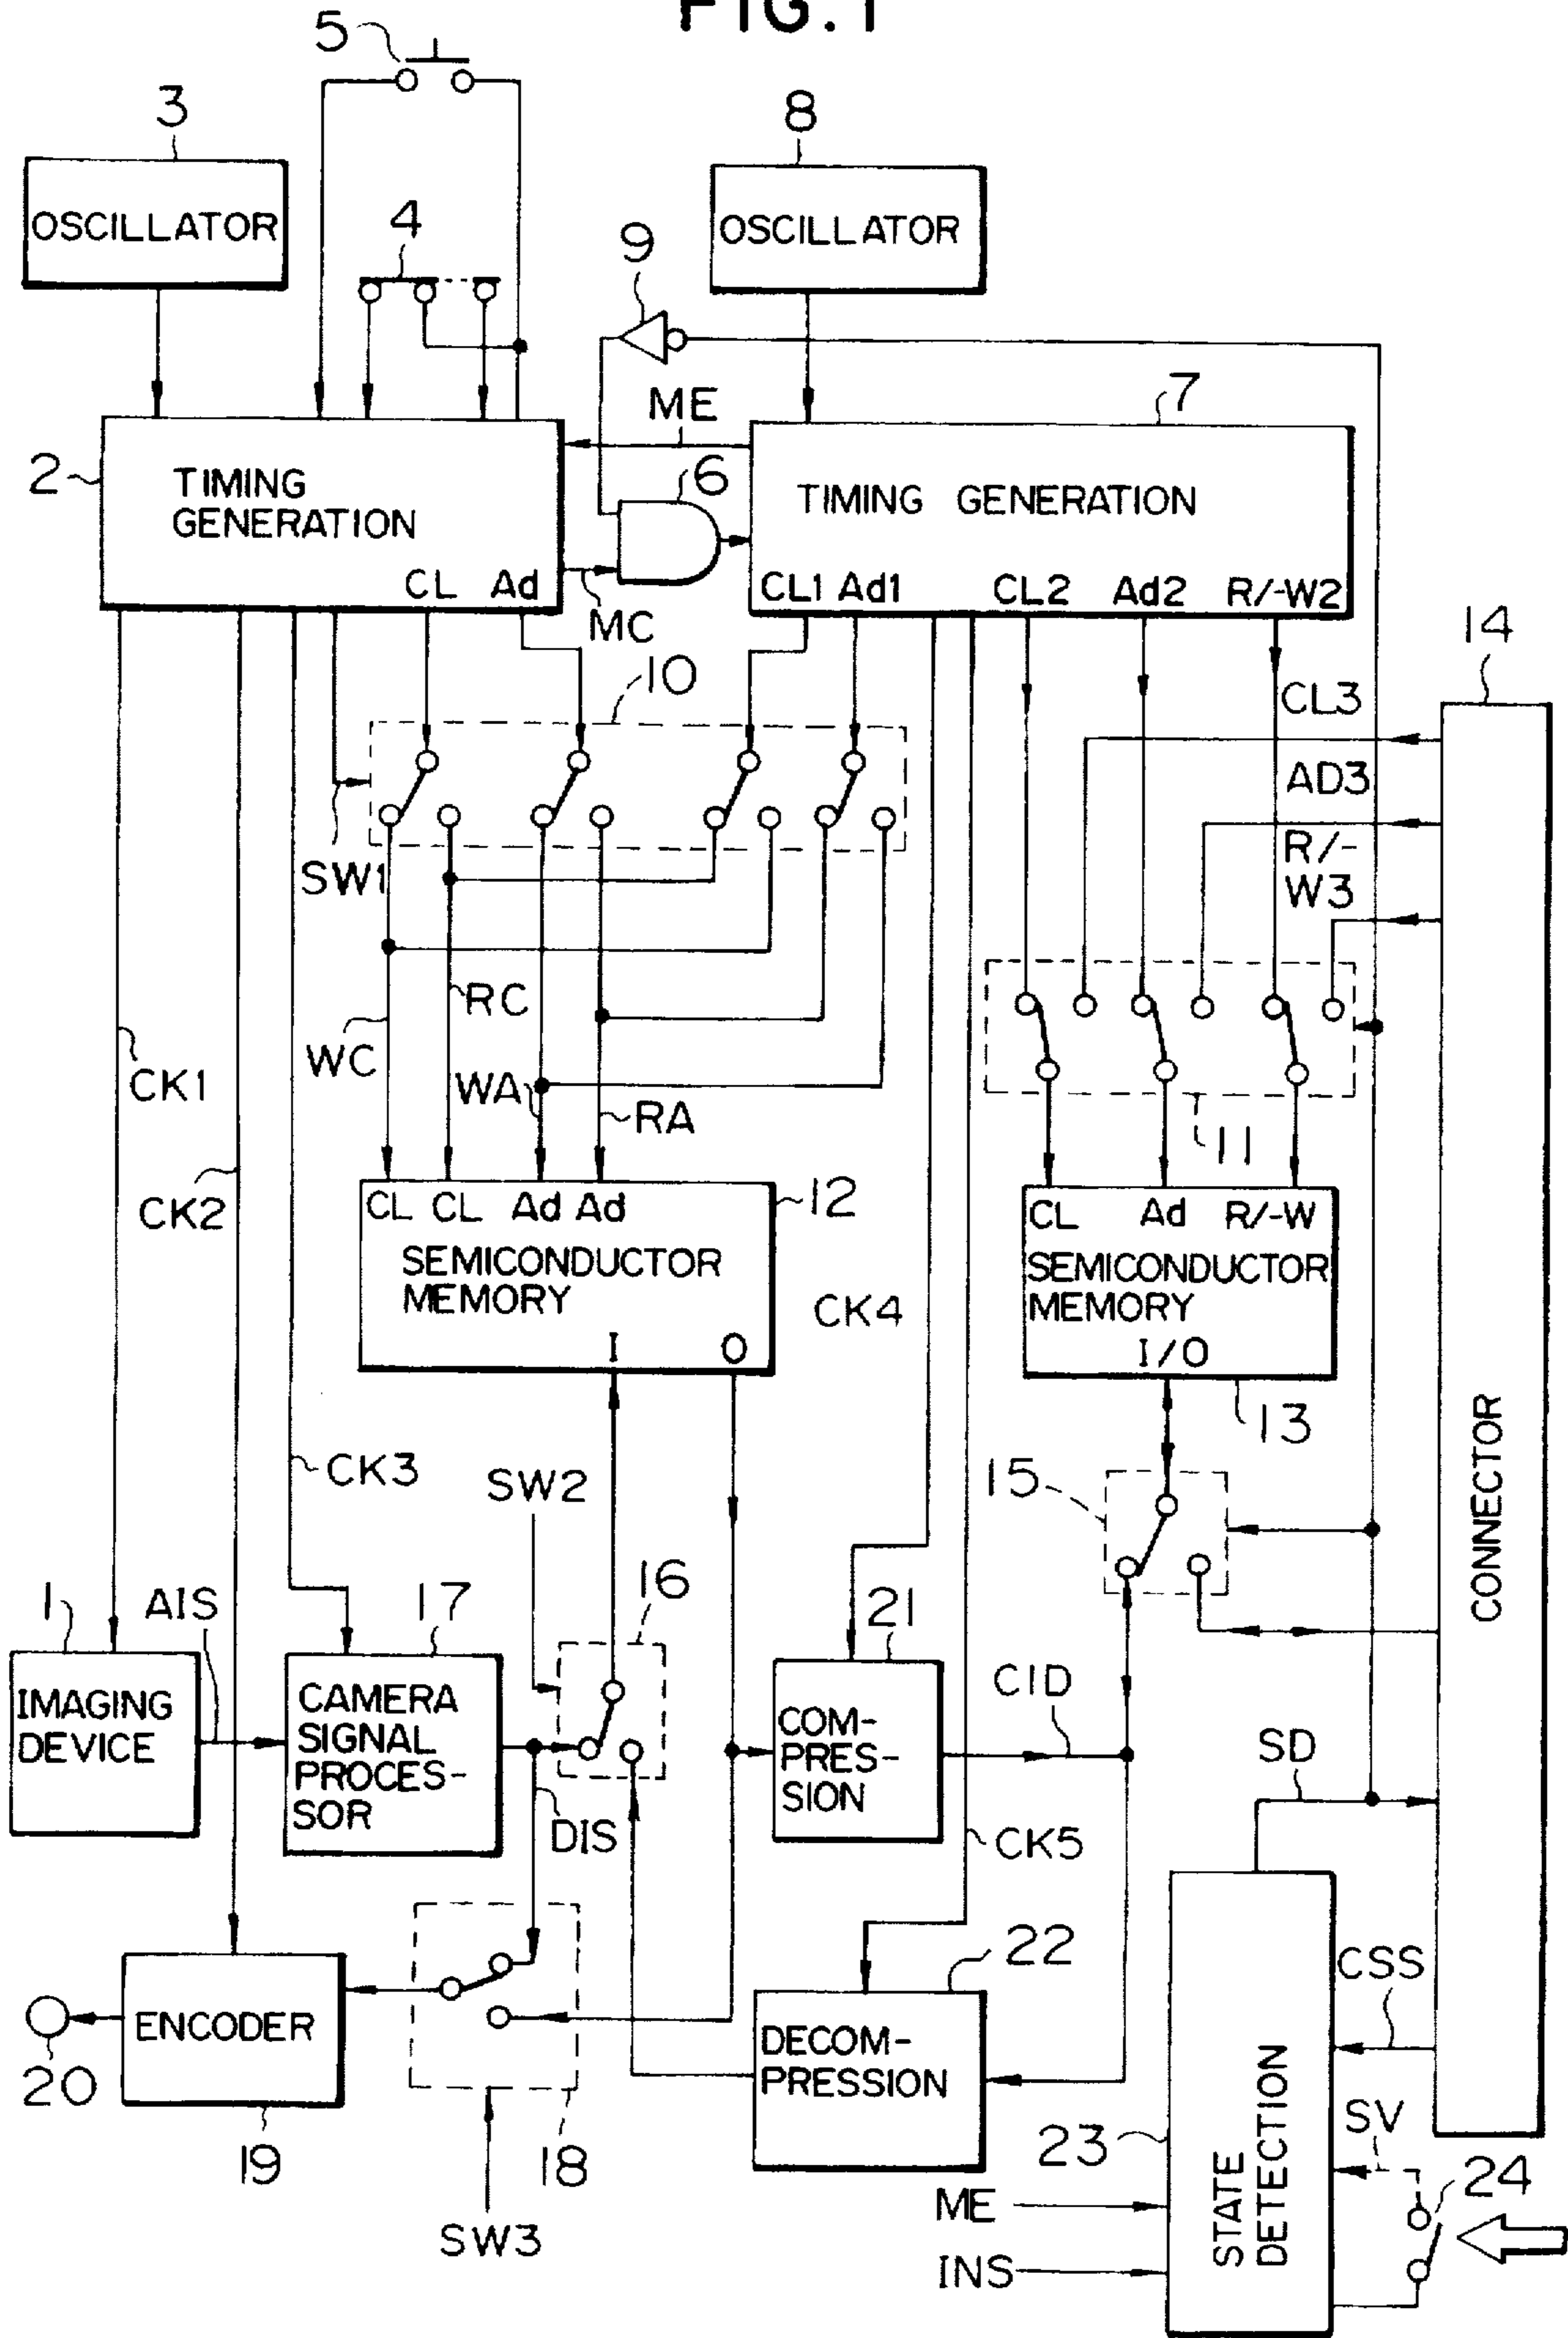 FIG. 1
5
3
8
OSCILLATOR
4
9
OSCILLATOR
ME
7
2
TIMING
GENERATION
6
TIMING GENERATION
CL Ad
MC
CL1 Ad1 CL2 Ad2 R/-W2
14
10
CL3
AD3
SW1
R/-
W3
RC
WC
CK1
WA
RA
11
CK2
12
CL CL Ad Ad
SEMICONDUCTOR
MEMORY
I O
CK4
CL Ad R/-W
SEMICONDUCTOR
MEMORY
I/O
13
CONNECTOR
CK3
SW2
15
1
AIS
17
16
21
IMAGING
DEVICE
CAMERA
SIGNAL
PROCES-
SOR
DIS
COM-
PRES-
SION
CID
SD
CK5
22
CSS
ENCODER
20
19
18
SW3
DECOM-
PRESSION
23
STATE
DETECTION
SV
24
ME
INS